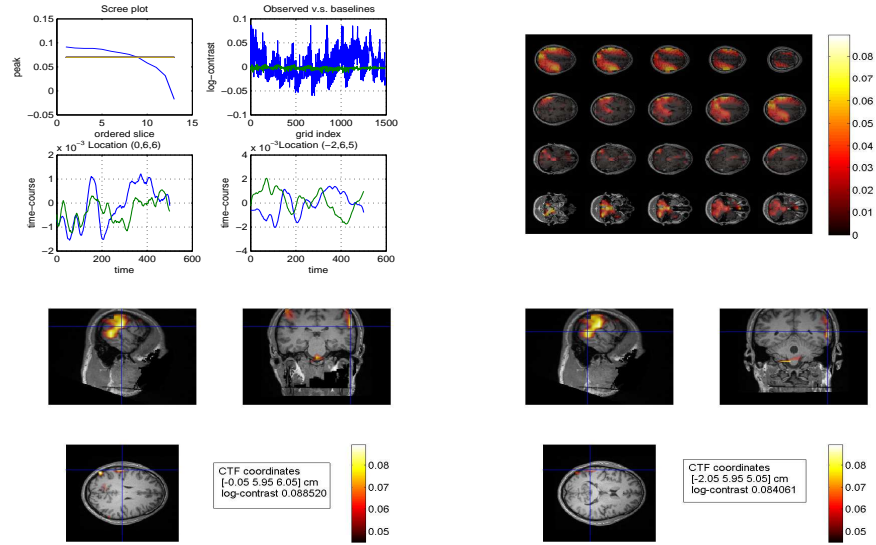 Scree plot
Observed v.s. baselines
0.15
0.1
0.05
0
-0.05
peak
0 5 10 15
ordered slice
0.1
0.05
0
-0.05
-0.1
log-contrast
0 500 1000 1500
grid index
x 10⁻³ Location (0,6,6)
2
1
0
-1
-2
time-course
0 200 400 600
time
x 10⁻³ Location (-2,6,5)
4
2
0
-2
-4
time-course
0 200 400 600
time
0.08
0.07
0.06
0.05
0.04
0.03
0.02
0.01
0
CTF coordinates
[-0.05 5.95 6.05] cm
log-contrast 0.088520
0.08
0.07
0.06
0.05
CTF coordinates
[-2.05 5.95 5.05] cm
log-contrast 0.084061
0.08
0.07
0.06
0.05